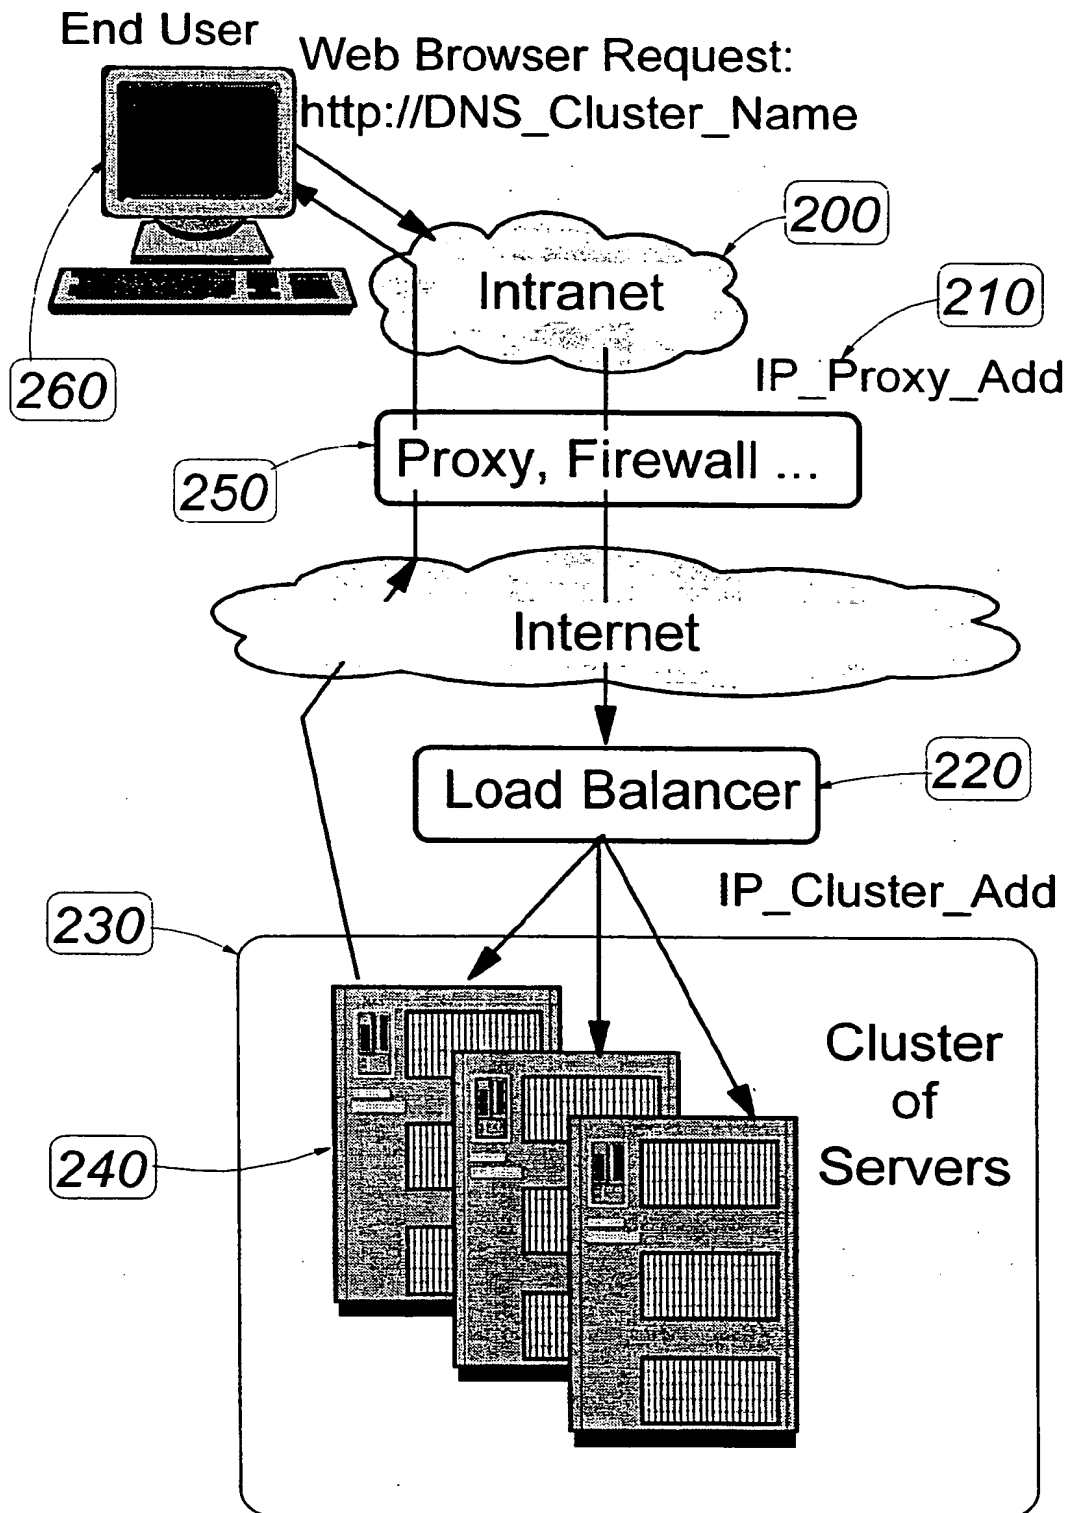 End User
Web Browser Request:
http://DNS_Cluster_Name
200
Intranet
210
IP_Proxy_Add
260
250
Proxy, Firewall ...
Internet
Load Balancer
220
IP_Cluster_Add
230
Cluster
of
Servers
240